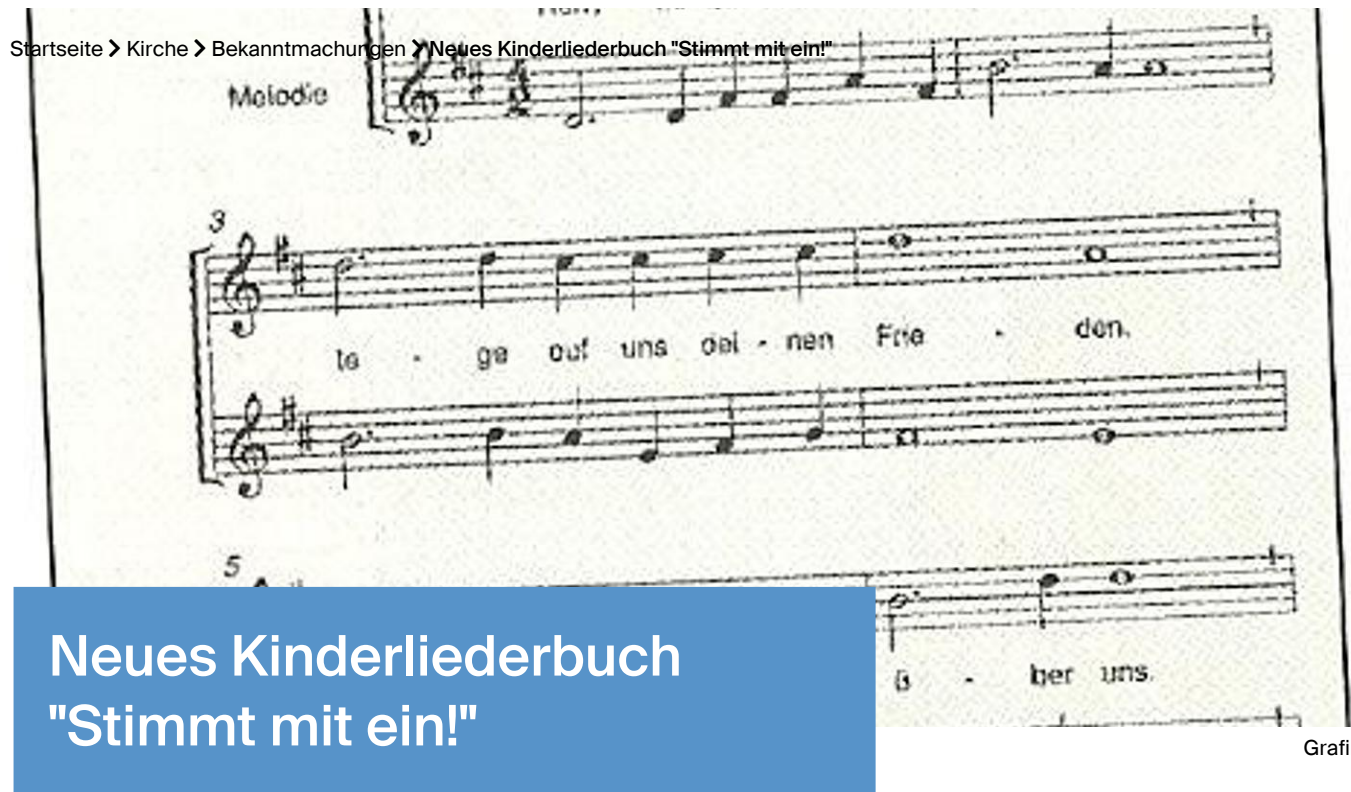 Startseite > Kirche > Bekanntmachungen > Neues Kinderliederbuch "Stimmt mit ein!"
Melodie
3
le - ge auf uns dei - nen Frie - den.
5
ü - ber uns.
Neues Kinderliederbuch
"Stimmt mit ein!"
Grafi